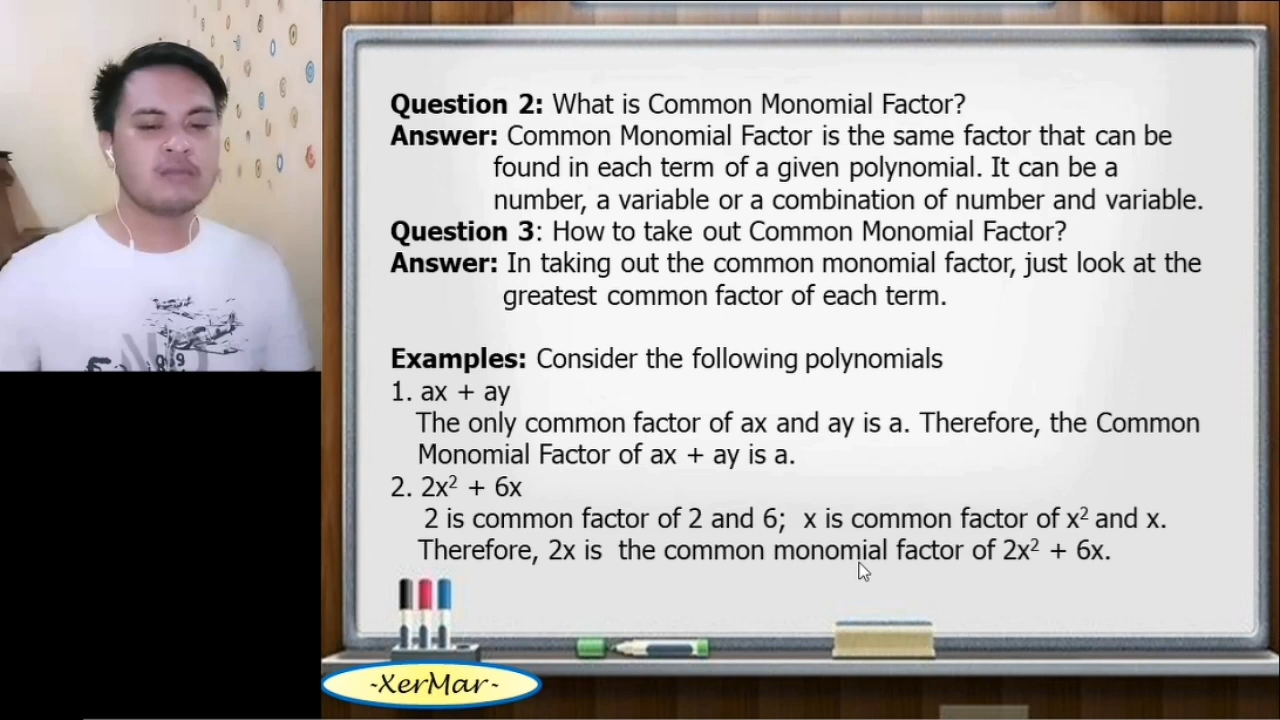 Question 2: What is Common Monomial Factor?
Answer: Common Monomial Factor is the same factor that can be
found in each term of a given polynomial. It can be a
number, a variable or a combination of number and variable.
Question 3: How to take out Common Monomial Factor?
Answer: In taking out the common monomial factor, just look at the
greatest common factor of each term.
Examples: Consider the following polynomials
1. ax + ay
The only common factor of ax and ay is a. Therefore, the Common
Monomial Factor of ax + ay is a.
2. 2x² + 6x
2 is common factor of 2 and 6; x is common factor of x² and x.
Therefore, 2x is the common monomial factor of 2x² + 6x.
-XerMar-